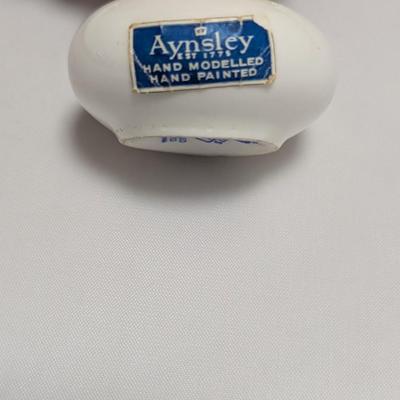 Aynsley
EST 1775
HAND MODELLED
HAND PAINTED